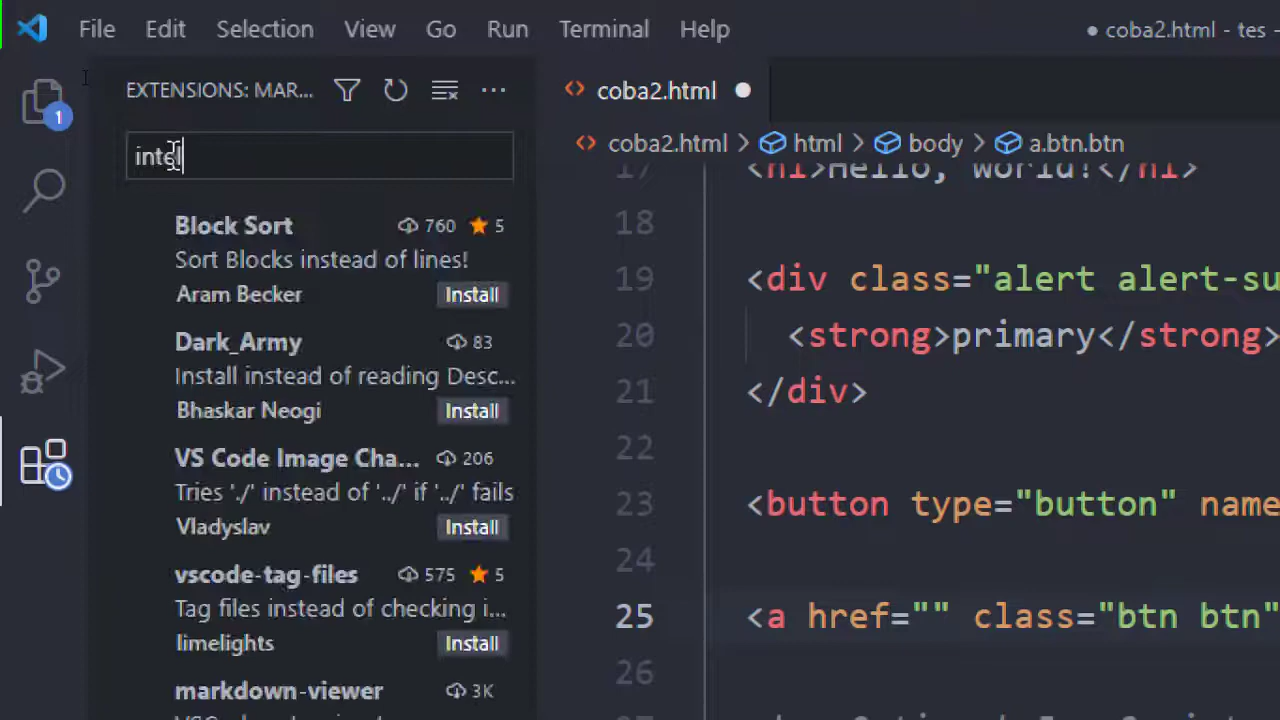 File Edit Selection View Go Run Terminal Help
● coba2.html - tes -
EXTENSIONS: MAR...
1
intel
Block Sort 760 5
Sort Blocks instead of lines!
Aram Becker Install
Dark_Army 83
Install instead of reading Desc...
Bhaskar Neogi Install
VS Code Image Cha... 206
Tries './' instead of '../' if '../' fails
Vladyslav Install
vscode-tag-files 575 5
Tag files instead of checking i...
limelights Install
markdown-viewer 3K
coba2.html
coba2.html > html > body > a.btn.btn
17 <h1>Hello, world!</h1>
18
19 <div class="alert alert-su
20 <strong>primary</strong>
21 </div>
22
23 <button type="button" name
24
25 <a href="" class="btn btn"
26